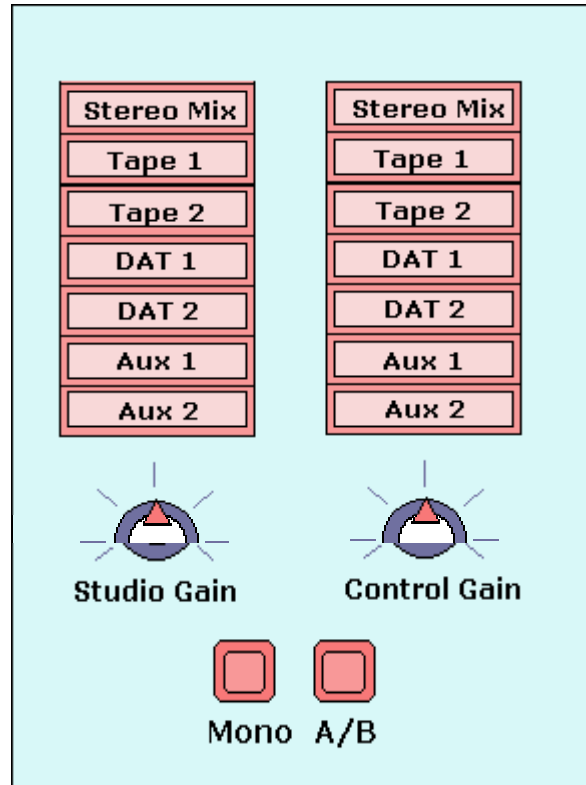 Stereo Mix
Tape 1
Tape 2
DAT 1
DAT 2
Aux 1
Aux 2
Studio Gain
Stereo Mix
Tape 1
Tape 2
DAT 1
DAT 2
Aux 1
Aux 2
Control Gain
Mono
A/B